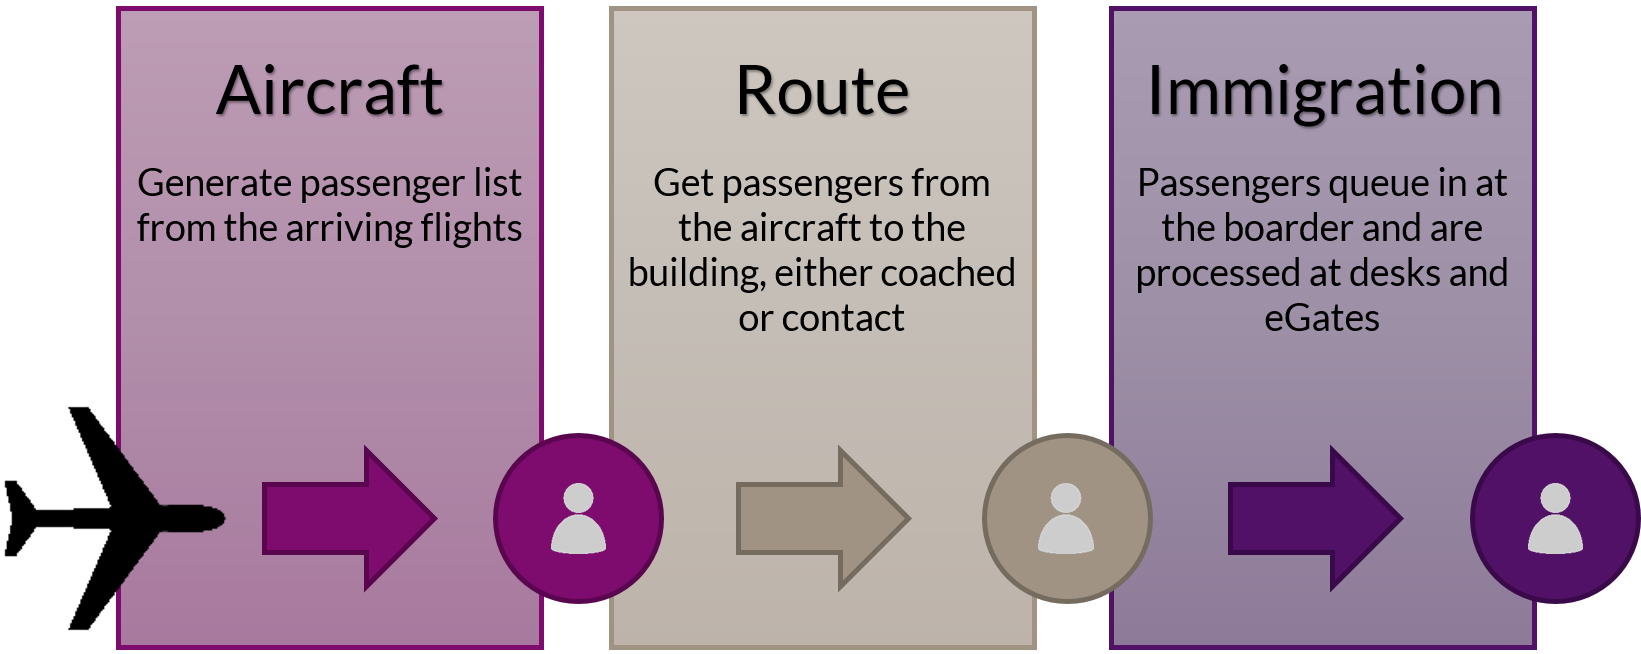 Aircraft
Generate passenger list
from the arriving flights
Route
Get passengers from
the aircraft to the
building, either coached
or contact
Immigration
Passengers queue in at
the boarder and are
processed at desks and
eGates